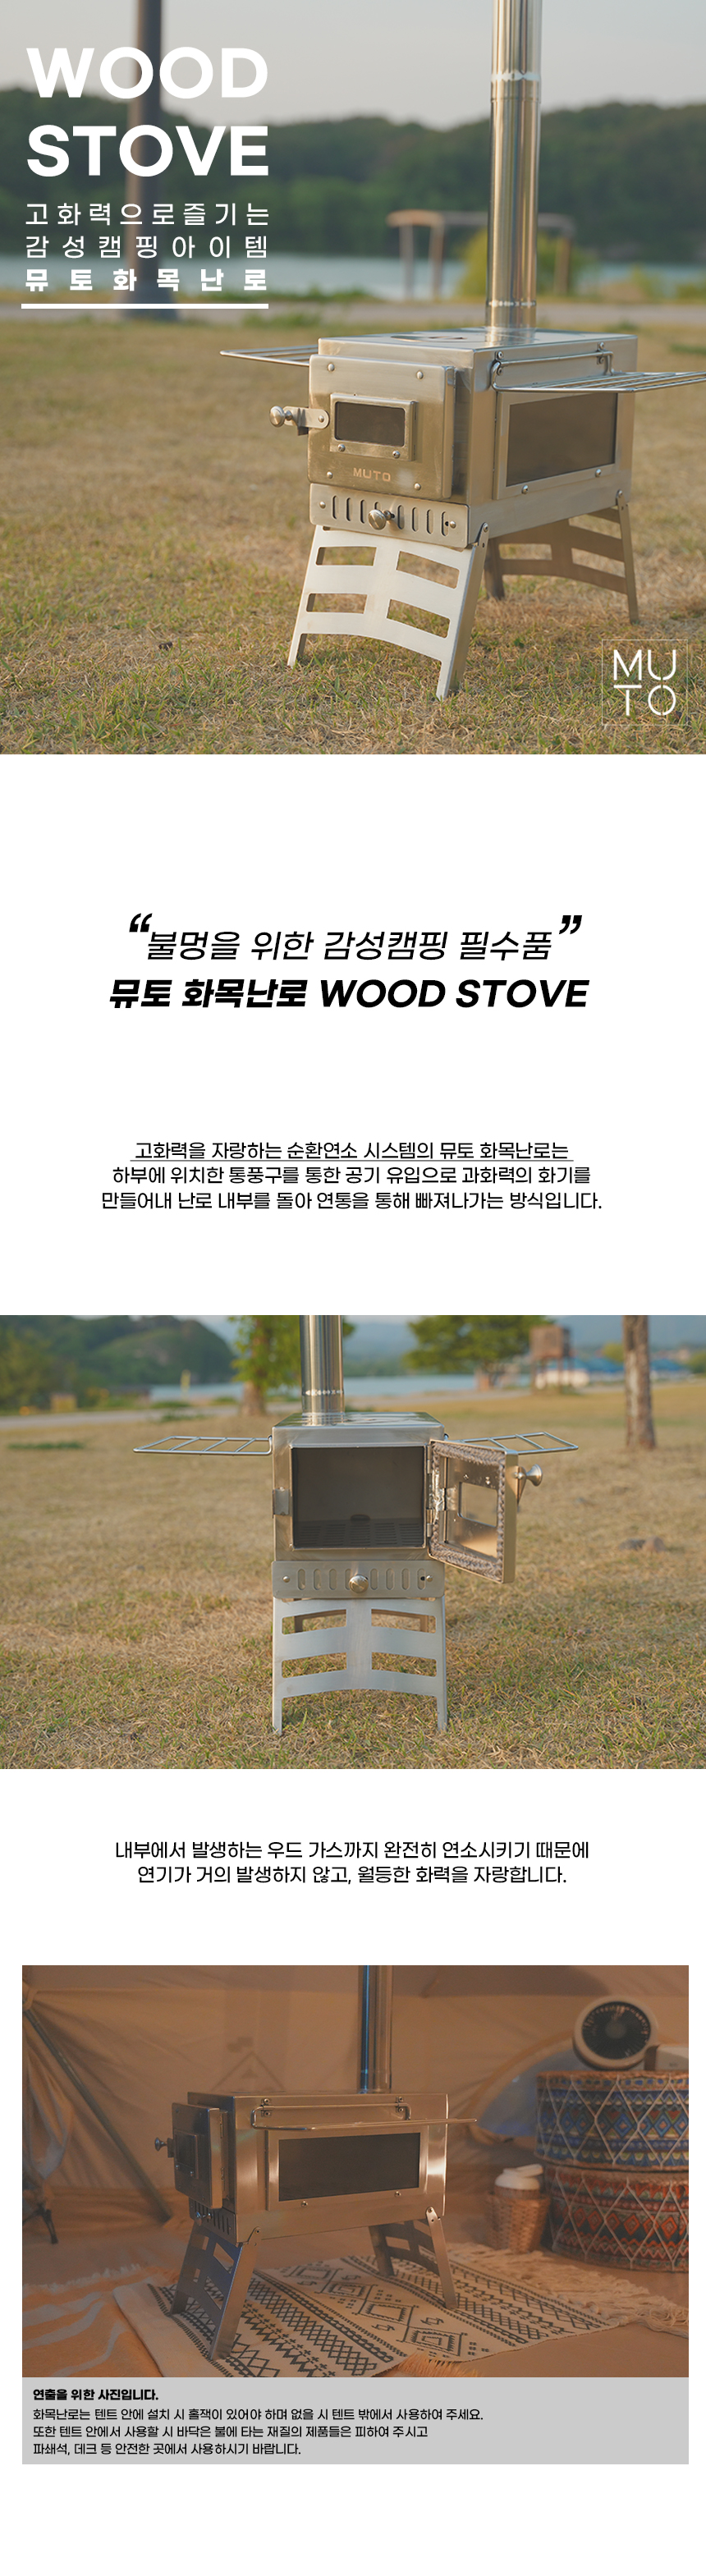 WOOD
STOVE
고화력으로즐기는
감성캠핑아이템
뮤토화목난로
MUTO
MU
TO
“불멍을 위한 감성캠핑 필수품”
뮤토 화목난로 WOOD STOVE
고화력을 자랑하는 순환연소 시스템의 뮤토 화목난로는
하부에 위치한 통풍구를 통한 공기 유입으로 과화력의 화기를
만들어내 난로 내부를 돌아 연통을 통해 빠져나가는 방식입니다.
내부에서 발생하는 우드 가스까지 완전히 연소시키기 때문에
연기가 거의 발생하지 않고, 월등한 화력을 자랑합니다.
연출을 위한 사진입니다.
화목난로는 텐트 안에 설치 시 홀잭이 있어야 하며 없을 시 텐트 밖에서 사용하여 주세요.
또한 텐트 안에서 사용할 시 바닥은 불에 타는 재질의 제품들은 피하여 주시고
파쇄석, 데크 등 안전한 곳에서 사용하시기 바랍니다.